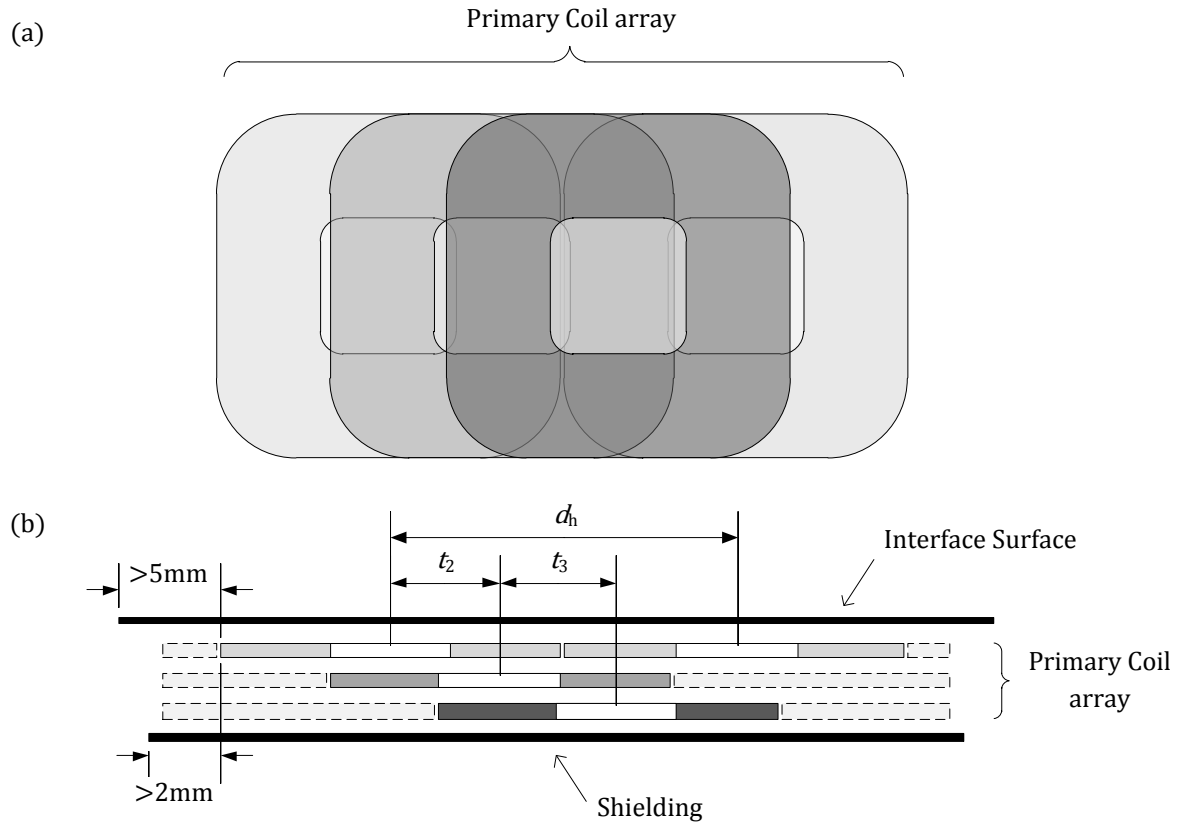 (a)
Primary Coil array
(b)
dh
Interface Surface
t2
t3
>5mm
Primary Coil
array
>2mm
Shielding